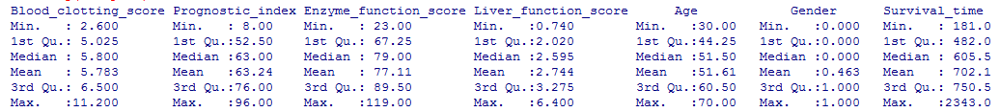 Blood_clotting_score Prognostic_index Enzyme_function_score Liver_function_score Age Gender Survival_time
Min. : 2.600 Min. : 8.00 Min. : 23.00 Min. :0.740 Min. :30.00 Min. :0.000 Min. : 181.0
1st Qu.: 5.025 1st Qu.:52.50 1st Qu.: 67.25 1st Qu.:2.020 1st Qu.:44.25 1st Qu.:0.000 1st Qu.: 482.0
Median : 5.800 Median :63.00 Median : 79.00 Median :2.595 Median :51.50 Median :0.000 Median : 605.5
Mean : 5.783 Mean :63.24 Mean : 77.11 Mean :2.744 Mean :51.61 Mean :0.463 Mean : 702.1
3rd Qu.: 6.500 3rd Qu.:76.00 3rd Qu.: 89.50 3rd Qu.:3.275 3rd Qu.:60.50 3rd Qu.:1.000 3rd Qu.: 750.5
Max. :11.200 Max. :96.00 Max. :119.00 Max. :6.400 Max. :70.00 Max. :1.000 Max. :2343.0